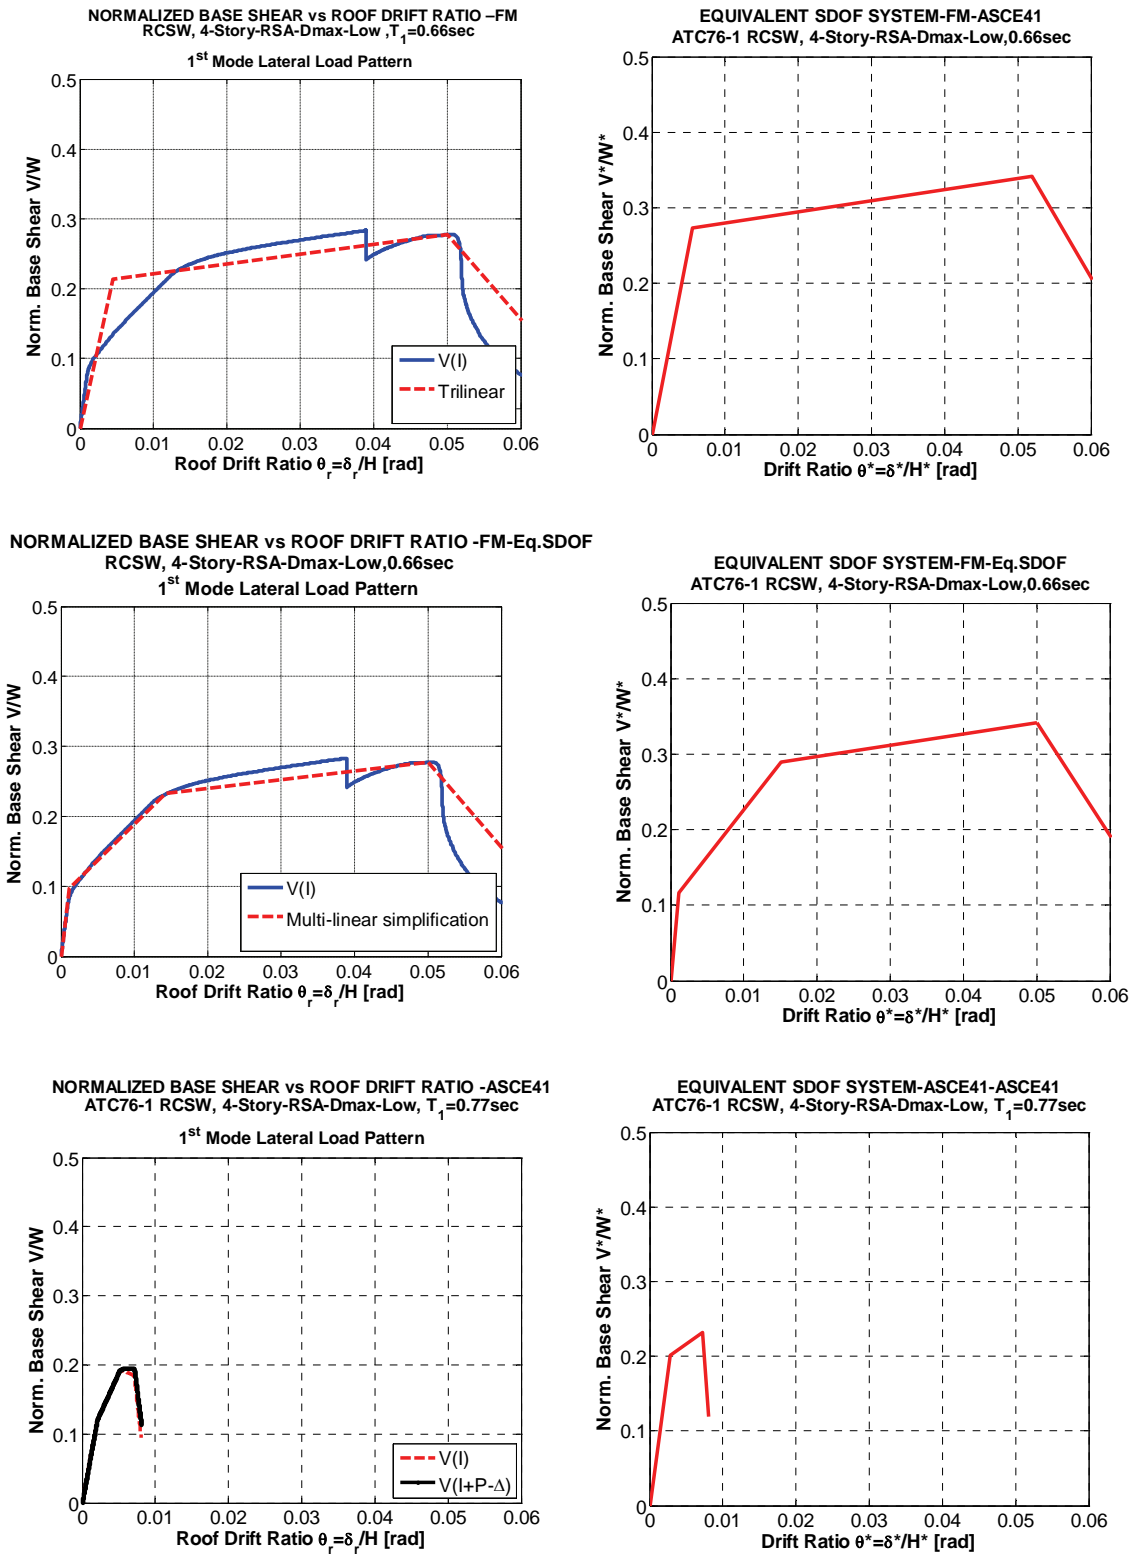 NORMALIZED BASE SHEAR vs ROOF DRIFT RATIO –FM
RCSW, 4-Story-RSA-Dmax-Low ,T1=0.66sec
1st Mode Lateral Load Pattern
0.5
0.4
0.3
0.2
0.1
0
Norm. Base Shear V/W
V(I)
Trilinear
0 0.01 0.02 0.03 0.04 0.05 0.06
Roof Drift Ratio θr=δr/H [rad]
EQUIVALENT SDOF SYSTEM-FM-ASCE41
ATC76-1 RCSW, 4-Story-RSA-Dmax-Low,0.66sec
0.5
0.4
0.3
0.2
0.1
0
Norm. Base Shear V*/W*
0 0.01 0.02 0.03 0.04 0.05 0.06
Drift Ratio θ*=δ*/H* [rad]
NORMALIZED BASE SHEAR vs ROOF DRIFT RATIO -FM-Eq.SDOF
RCSW, 4-Story-RSA-Dmax-Low,0.66sec
1st Mode Lateral Load Pattern
0.5
0.4
0.3
0.2
0.1
0
Norm. Base Shear V/W
V(I)
Multi-linear simplification
0 0.01 0.02 0.03 0.04 0.05 0.06
Roof Drift Ratio θr=δr/H [rad]
EQUIVALENT SDOF SYSTEM-FM-Eq.SDOF
ATC76-1 RCSW, 4-Story-RSA-Dmax-Low,0.66sec
0.5
0.4
0.3
0.2
0.1
0
Norm. Base Shear V*/W*
0 0.01 0.02 0.03 0.04 0.05 0.06
Drift Ratio θ*=δ*/H* [rad]
NORMALIZED BASE SHEAR vs ROOF DRIFT RATIO -ASCE41
ATC76-1 RCSW, 4-Story-RSA-Dmax-Low, T1=0.77sec
1st Mode Lateral Load Pattern
0.5
0.4
0.3
0.2
0.1
0
Norm. Base Shear V/W
V(I)
V(I+P-Δ)
0 0.01 0.02 0.03 0.04 0.05 0.06
Roof Drift Ratio θr=δr/H [rad]
EQUIVALENT SDOF SYSTEM-ASCE41-ASCE41
ATC76-1 RCSW, 4-Story-RSA-Dmax-Low, T1=0.77sec
0.5
0.4
0.3
0.2
0.1
0
Norm. Base Shear V*/W*
0 0.01 0.02 0.03 0.04 0.05 0.06
Drift Ratio θ*=δ*/H* [rad]